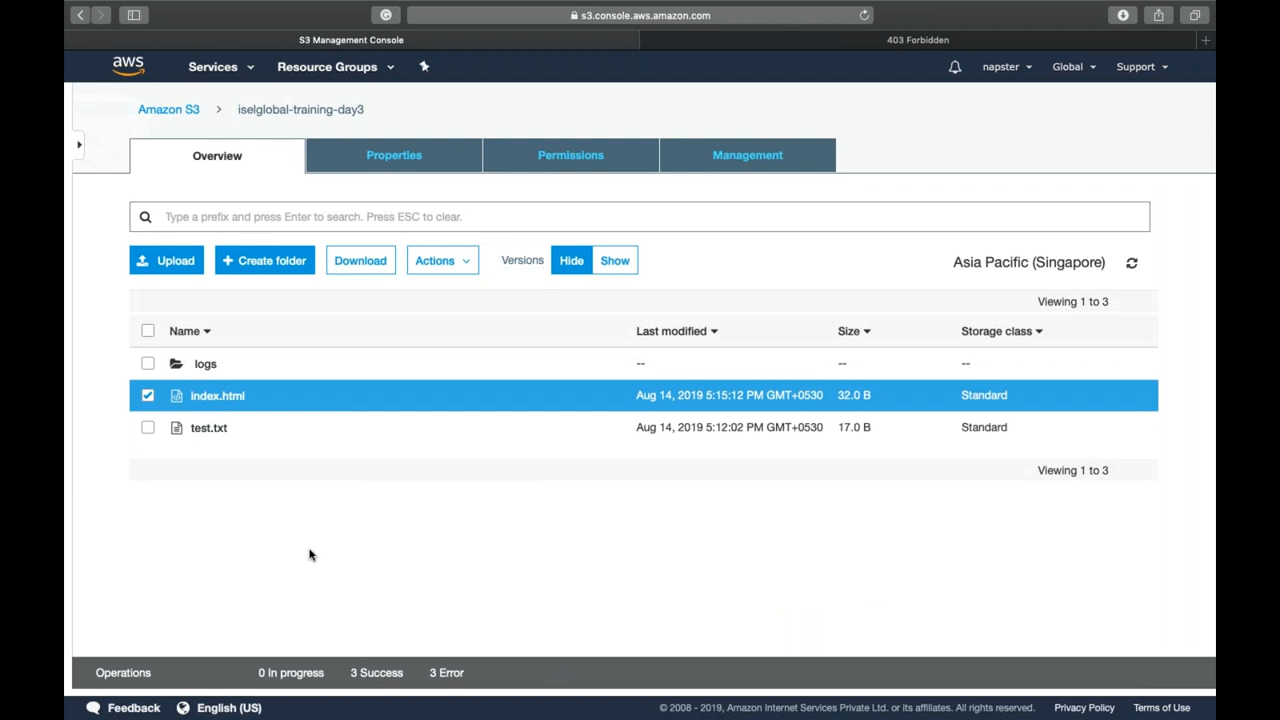 s3.console.aws.amazon.com
S3 Management Console 403 Forbidden
aws Services Resource Groups napster Global Support
Amazon S3 iselglobal-training-day3
Overview Properties Permissions Management
Type a prefix and press Enter to search. Press ESC to clear.
Upload + Create folder Download Actions Versions Hide Show Asia Pacific (Singapore)
Viewing 1 to 3
Name Last modified Size Storage class
logs -- -- --
index.html Aug 14, 2019 5:15:12 PM GMT+0530 32.0 B Standard
test.txt Aug 14, 2019 5:12:02 PM GMT+0530 17.0 B Standard
Viewing 1 to 3
Operations 0 In progress 3 Success 3 Error
Feedback English (US) © 2008 - 2019, Amazon Internet Services Private Ltd. or its affiliates. All rights reserved. Privacy Policy Terms of Use